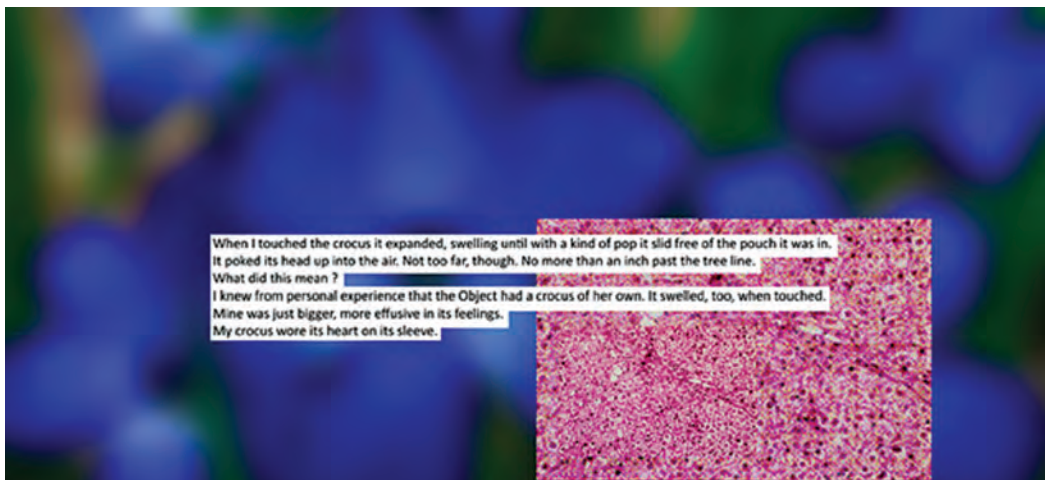 When I touched the crocus it expanded, swelling until with a kind of pop it slid free of the pouch it was in.
It poked its head up into the air. Not too far, though. No more than an inch past the tree line.
What did this mean ?
I knew from personal experience that the Object had a crocus of her own. It swelled, too, when touched.
Mine was just bigger, more effusive in its feelings.
My crocus wore its heart on its sleeve.